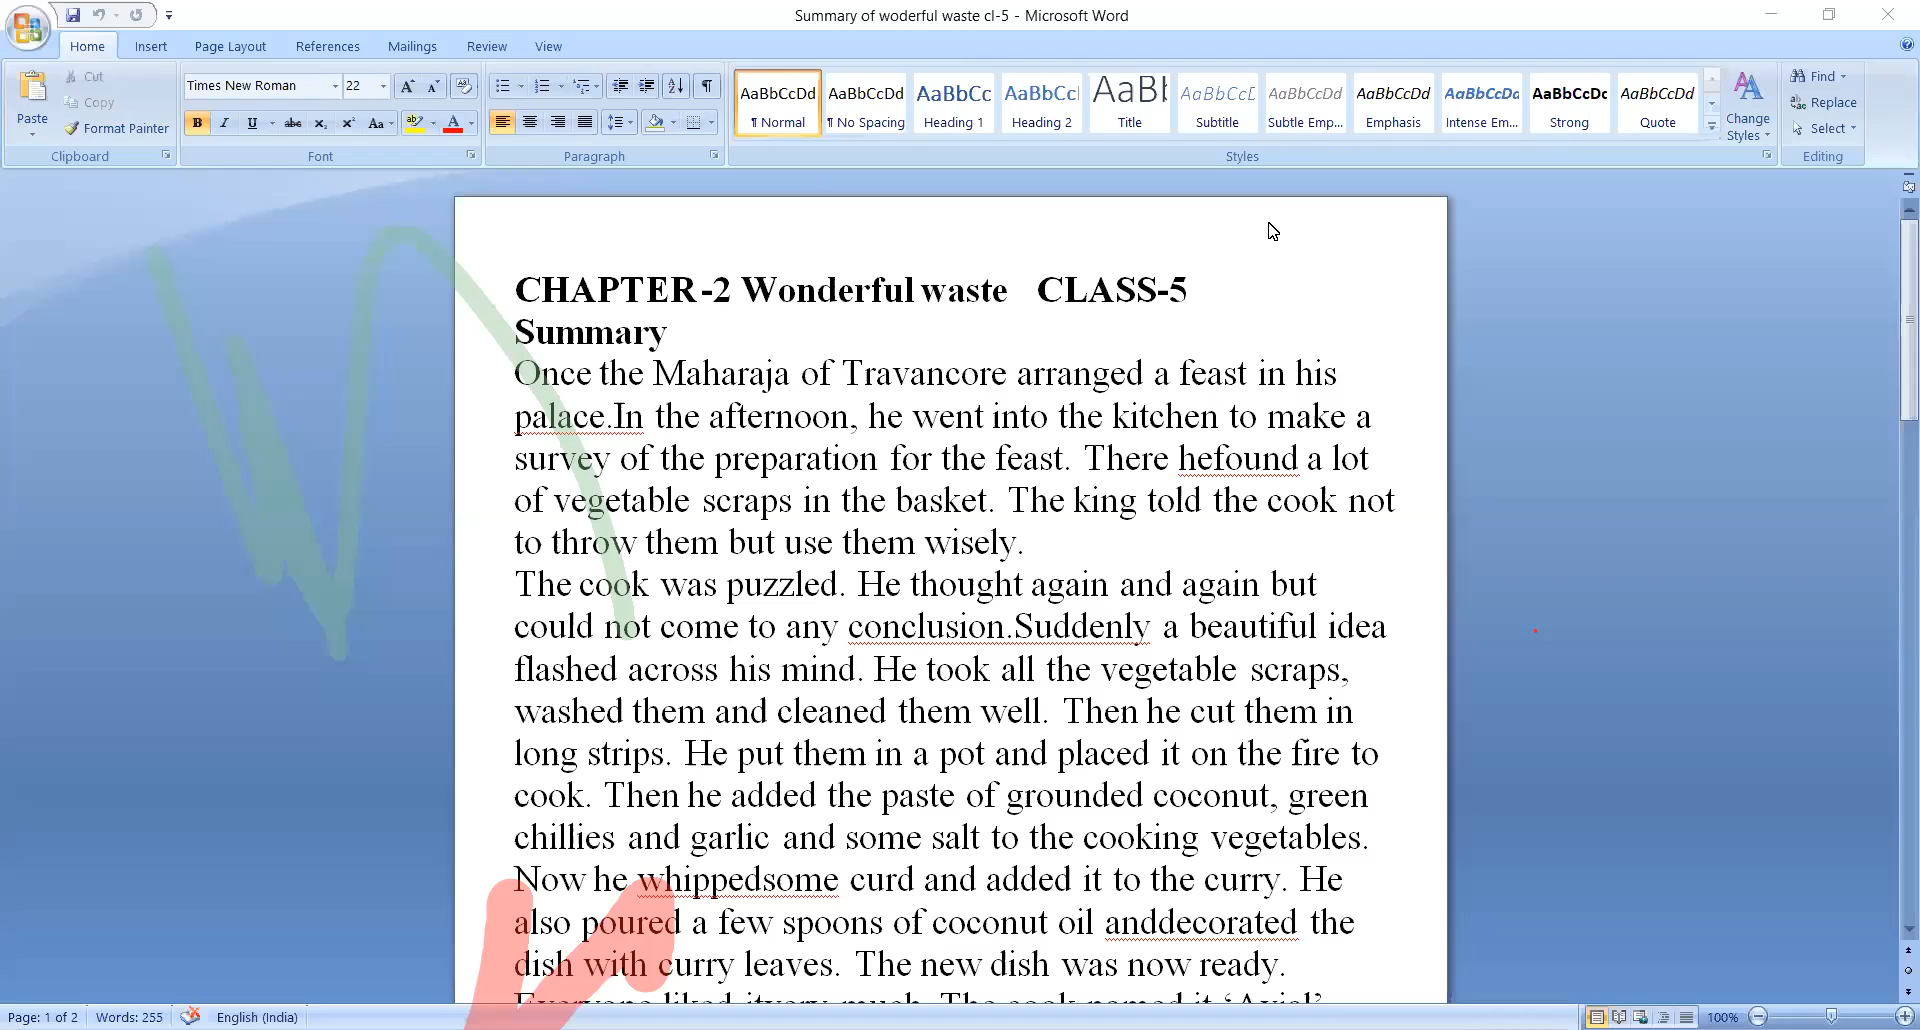 Summary of woderful waste cl-5 - Microsoft Word
Home Insert Page Layout References Mailings Review View
Paste
Cut
Copy
Format Painter
Clipboard
Times New Roman 22
Font
Paragraph
AaBbCcDd AaBbCcDd AaBbCc AaBbCc AaBb AaBbCc AaBbCcDd AaBbCcDd AaBbCcDd AaBbCcDc AaBbCcDd
¶ Normal ¶ No Spacing Heading 1 Heading 2 Title Subtitle Subtle Emp... Emphasis Intense Em... Strong Quote
Change Styles
Styles
Find
Replace
Select
Editing
CHAPTER-2 Wonderful waste CLASS-5
Summary
Once the Maharaja of Travancore arranged a feast in his
palace.In the afternoon, he went into the kitchen to make a
survey of the preparation for the feast. There hefound a lot
of vegetable scraps in the basket. The king told the cook not
to throw them but use them wisely.
The cook was puzzled. He thought again and again but
could not come to any conclusion.Suddenly a beautiful idea
flashed across his mind. He took all the vegetable scraps,
washed them and cleaned them well. Then he cut them in
long strips. He put them in a pot and placed it on the fire to
cook. Then he added the paste of grounded coconut, green
chillies and garlic and some salt to the cooking vegetables.
Now he whippedsome curd and added it to the curry. He
also poured a few spoons of coconut oil anddecorated the
dish with curry leaves. The new dish was now ready.
Everyone liked itvery much. The cook named it ‘Avial’
Page: 1 of 2 Words: 255 English (India) 100%